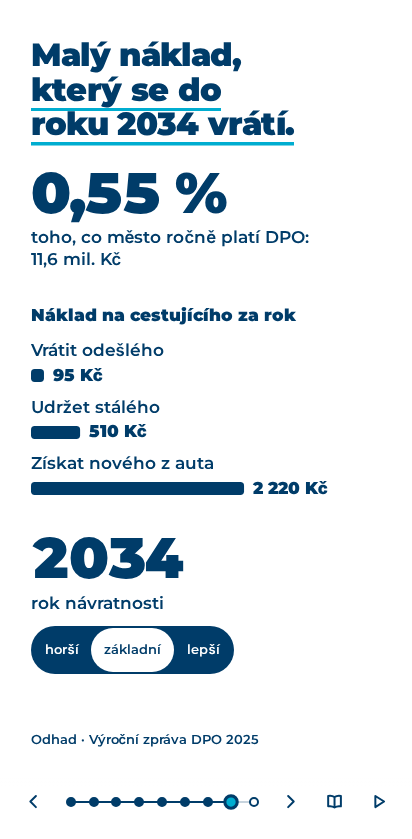 Malý náklad,
který se do
roku 2034 vrátí.
0,55 %
toho, co město ročně platí DPO:
11,6 mil. Kč
Náklad na cestujícího za rok
Vrátit odešlého
95 Kč
Udržet stálého
510 Kč
Získat nového z auta
2 220 Kč
2034
rok návratnosti
horší základní lepší
Odhad · Výroční zpráva DPO 2025